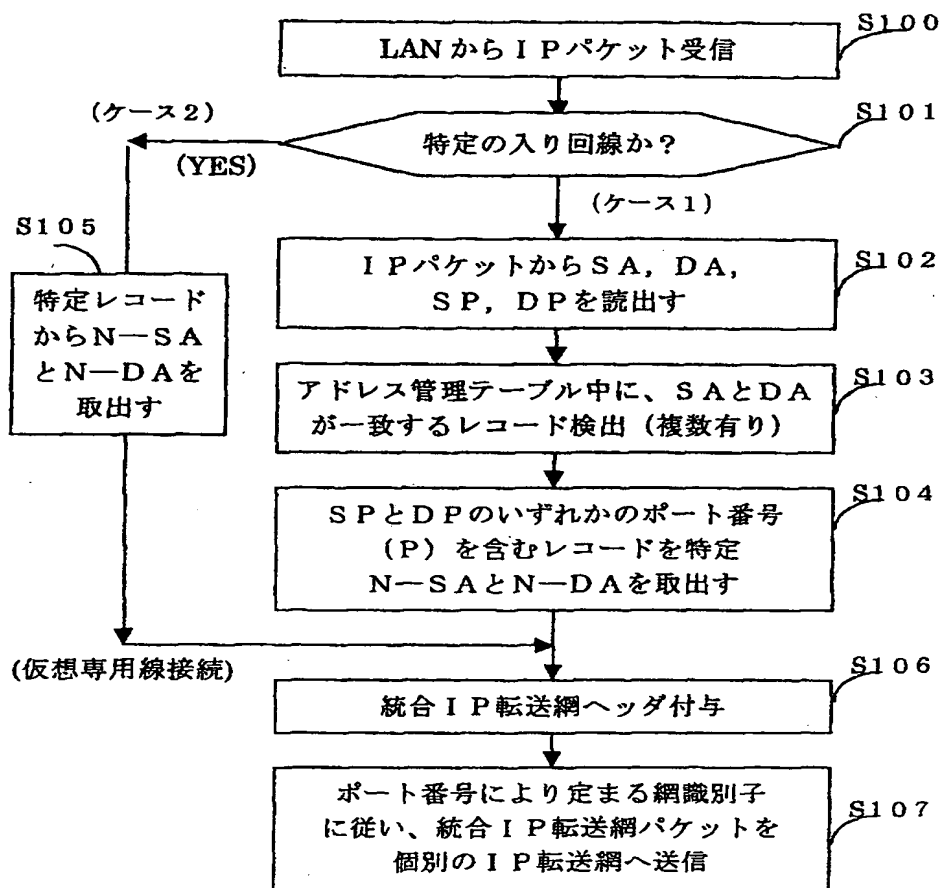 S100
LANからIPパケット受信
S101
(ケース2)
特定の入り回線か?
(YES)
(ケース1)
S105
S102
IPパケットからSA,DA,
SP,DPを読出す
特定レコード
からN—SA
とN—DAを
取出す
S103
アドレス管理テーブル中に、SAとDA
が一致するレコード検出(複数有り)
S104
SPとDPのいずれかのポート番号
(P)を含むレコードを特定
N—SAとN—DAを取出す
(仮想専用線接続)
S106
統合IP転送網ヘッダ付与
S107
ポート番号により定まる網識別子
に従い、統合IP転送網パケットを
個別のIP転送網へ送信